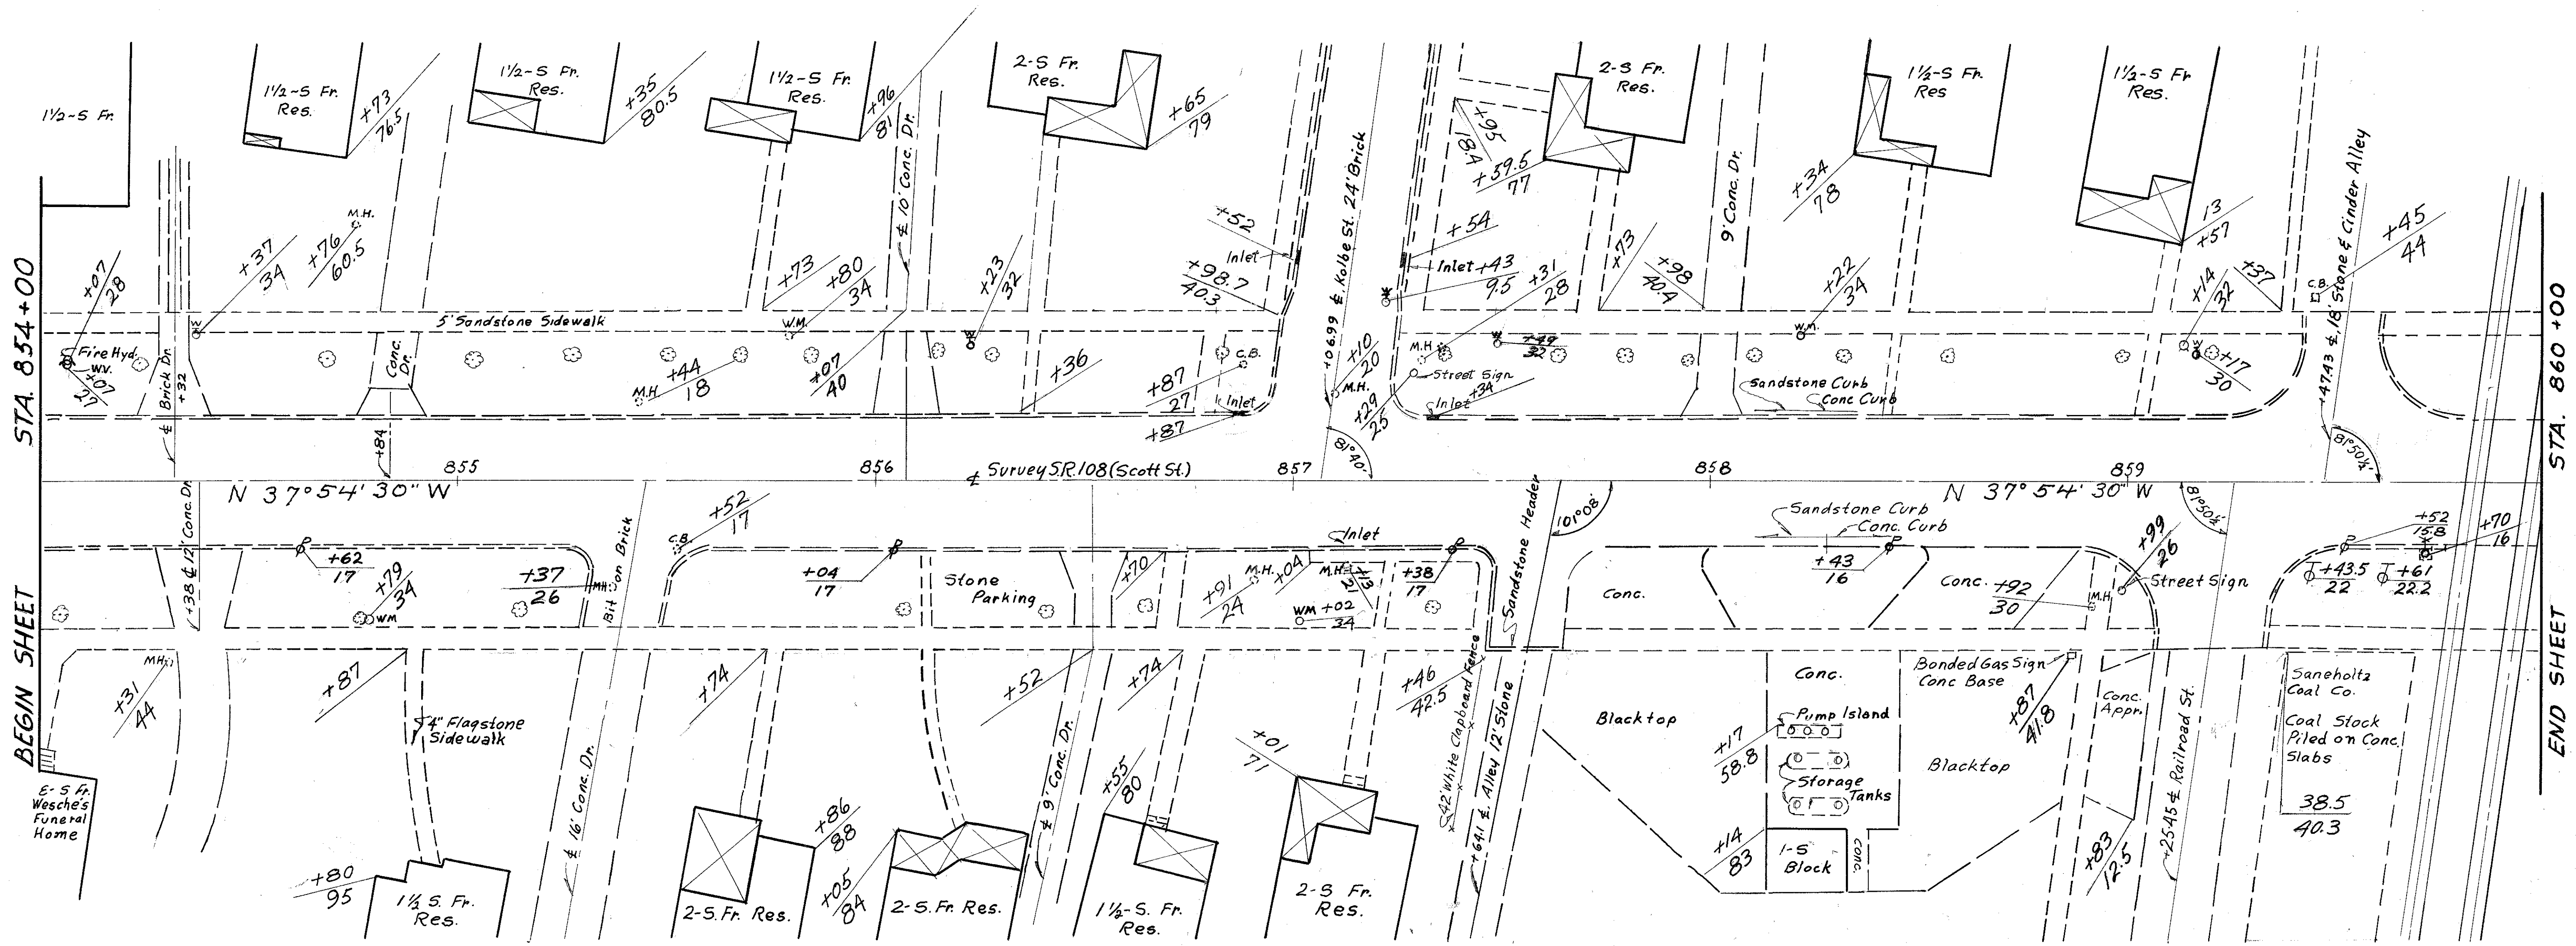 STA. 854+00
BEGIN SHEET
1½-S Fr.
1½-S Fr.
Res.
+73
76.5
1½-S Fr.
Res.
+35
80.5
1½-S Fr.
Res.
+96
81
℄ 10' Conc. Dr.
2-S Fr.
Res.
+65
79
+06.99 ℄ Kolbe St. 24' Brick
+95
18.4
+59.5
77
2-S Fr.
Res.
9' Conc. Dr.
1½-S Fr.
Res
+34
78
1½-S Fr.
Res.
13
+57
+47.43 ℄ 18' Stone & Cinder Alley
+45
44
+07
28
+37
34
M.H.
+76
60.5
+73
+80
34
+23
32
+52
Inlet
+98.7
40.3
+54
Inlet
+43
9.5
+31
28
+73
+98
40.4
+22
34
+14
32
+37
C.B.
W
5' Sandstone Sidewalk
W.M.
W
W
W.M.
Fire Hyd.
W.V.
+07
27
℄ Brick Dr.
+32
Conc.
Dr.
+84
M.H.
+44
18
+07
40
+36
C.B.
+87
27
Inlet
+87
+10
20
M.H.
+29
25
M.H.
Street Sign
Inlet
+34
+49
32
Sandstone Curb
Conc Curb
W
+17
30
81°40'
81°50½'
855
856
℄ Survey S.R. 108 (Scott St.)
857
858
859
N 37°54'30" W
N 37°54'30" W
+38 ℄ 12' Conc. Dr.
Bit on Brick
+52
17
C.B.
Sandstone Header
101°08'
Sandstone Curb
Conc. Curb
81°50½'
+99
26
+52
15.8
+70
16
P
+62
17
+79
34
WM
+37
26
MH
P
+04
17
Stone
Parking
+70
+91
24
M.H.
+04
Inlet
M.H.
+13
21
WM +02
34
P
+38
17
Conc.
P
+43
16
Conc.
+92
30
M.H.
Street Sign
P
+43.5
22
+61
22.2
MH
+31
44
+87
4" Flagstone
Sidewalk
℄ 16' Conc. Dr.
+74
+52
℄ 9' Conc. Dr.
+74
+55
80
+01
71
+46
42.5
42' White Clapboard Fence
+64.1 ℄ Alley 12' Stone
Blacktop
Conc.
Pump Island
+17
58.8
Storage
Tanks
+14
83
1-S
Block
Conc.
Bonded Gas Sign
Conc Base
+87
41.8
Blacktop
Conc.
Appr.
+83
12.5
+25.45 ℄ Railroad St.
Saneholtz
Coal Co.
Coal Stock
Piled on Conc.
Slabs
38.5
40.3
Wesche's
Funeral
Home
+80
95
1½ S. Fr.
Res.
2-S. Fr. Res.
+86
88
+05
84
2-S. Fr. Res.
1½-S. Fr.
Res.
2-S Fr.
Res.
STA. 860+00
END SHEET